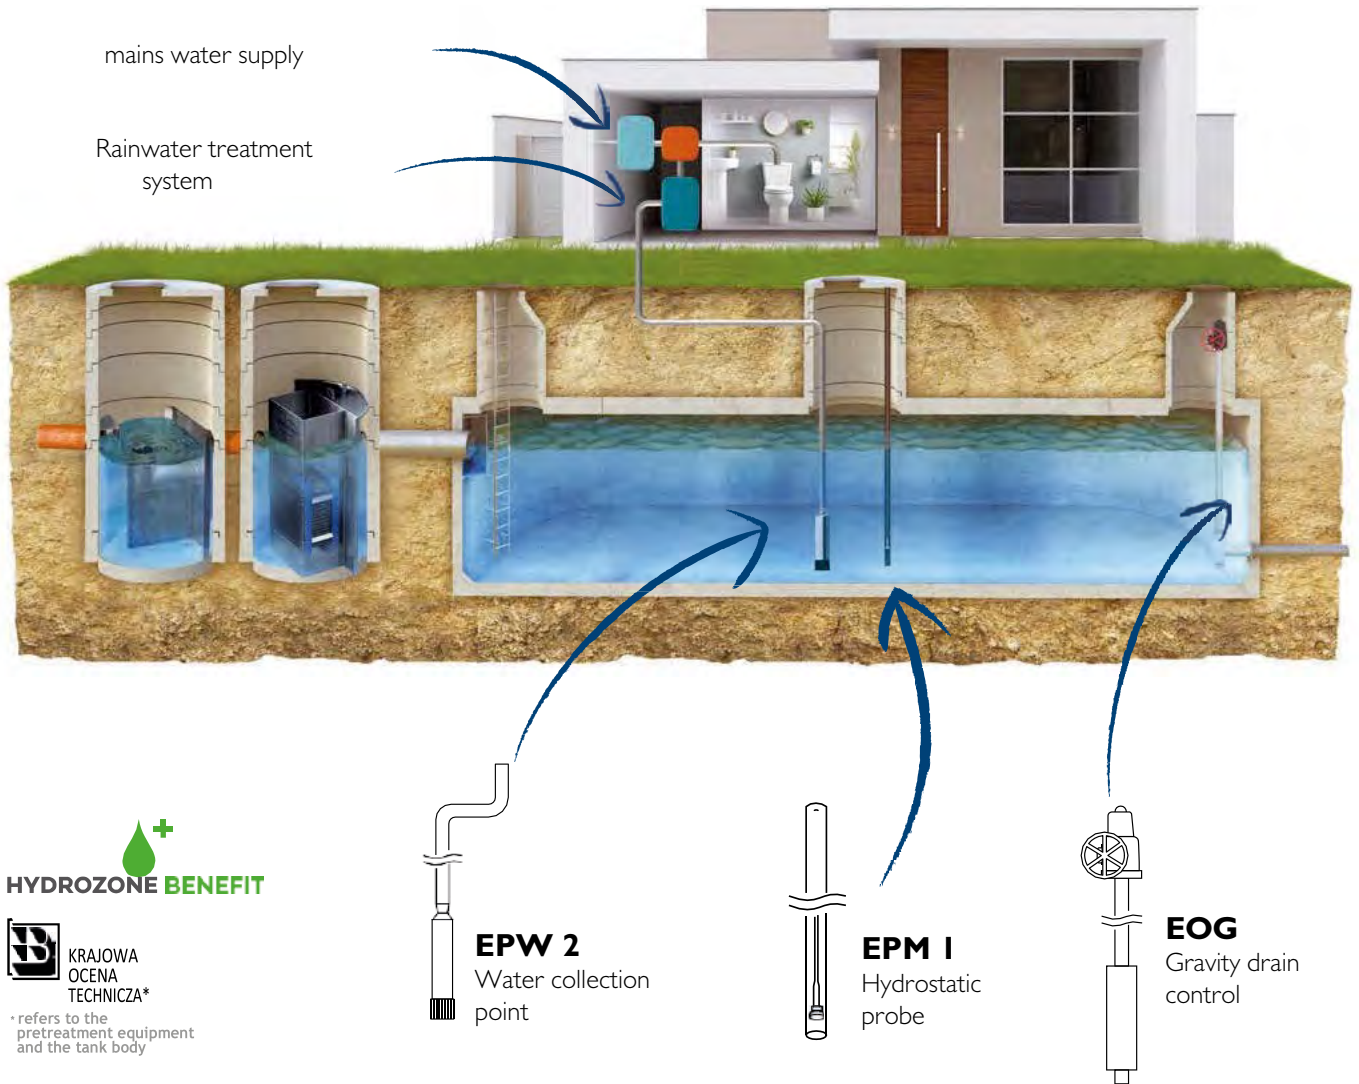 mains water supply
Rainwater treatment
system
HYDROZONE BENEFIT
KRAJOWA
OCENA
TECHNICZA*
* refers to the
pretreatment equipment
and the tank body
EPW 2
Water collection
point
EPM 1
Hydrostatic
probe
EOG
Gravity drain
control